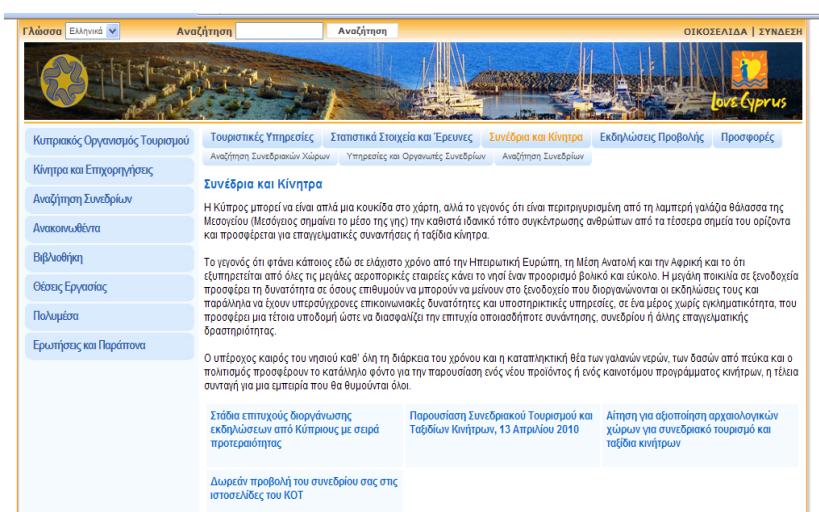 Γλώσσα Ελληνικά Αναζήτηση Αναζήτηση ΟΙΚΟΣΕΛΙΔΑ | ΣΥΝΔΕΣΗ
love Cyprus
Κυπριακός Οργανισμός Τουρισμού
Κίνητρα και Επιχορηγήσεις
Αναζήτηση Συνεδρίων
Ανακοινωθέντα
Βιβλιοθήκη
Θέσεις Εργασίας
Πολυμέσα
Ερωτήσεις και Παράπονα
Τουριστικές Υπηρεσίες Στατιστικά Στοιχεία και Έρευνες Συνέδρια και Κίνητρα Εκδηλώσεις Προβολής Προσφορές
Αναζήτηση Συνεδριακών Χώρων Υπηρεσίες και Οργανωτές Συνεδρίων Αναζήτηση Συνεδρίων
Συνέδρια και Κίνητρα
Η Κύπρος μπορεί να είναι απλά μια κουκίδα στο χάρτη, αλλά το γεγονός ότι είναι περιτριγυρισμένη από τη λαμπερή γαλάζια θάλασσα της
Μεσογείου (Μεσόγειος σημαίνει το μέσο της γης) την καθιστά ιδανικό τόπο συγκέντρωσης ανθρώπων από τα τέσσερα σημεία του ορίζοντα
και προσφέρεται για επαγγελματικές συναντήσεις ή ταξίδια κίνητρα.
Το γεγονός ότι φτάνει κάποιος εδώ σε ελάχιστο χρόνο από την Ηπειρωτική Ευρώπη, τη Μέση Ανατολή και την Αφρική και το ότι
εξυπηρετείται από όλες τις μεγάλες αεροπορικές εταιρείες κάνει το νησί έναν προορισμό βολικό και εύκολο. Η μεγάλη ποικιλία σε ξενοδοχεία
προσφέρει τη δυνατότητα σε όσους επιθυμούν να μπορούν να μείνουν στο ξενοδοχείο που διοργανώνονται οι εκδηλώσεις τους και
παράλληλα να έχουν υπερσύγχρονες επικοινωνιακές δυνατότητες και υποστηρικτικές υπηρεσίες, σε ένα μέρος χωρίς εγκληματικότητα, που
προσφέρει μια τέτοια υποδομή ώστε να διασφαλίζει την επιτυχία οποιασδήποτε συνάντησης, συνεδρίου ή άλλης επαγγελματικής
δραστηριότητας.
Ο υπέροχος καιρός του νησιού καθ' όλη τη διάρκεια του χρόνου και η καταπληκτική θέα των γαλανών νερών, των δασών από πεύκα και ο
πολιτισμός προσφέρουν το κατάλληλο φόντο για την παρουσίαση ενός νέου προϊόντος ή ενός καινοτόμου προγράμματος κινήτρων, η τέλεια
συνταγή για μια εμπειρία που θα θυμούνται όλοι.
Στάδια επιτυχούς διοργάνωσης
εκδηλώσεων από Κύπριους με σειρά
προτεραιότητας
Παρουσίαση Συνεδριακού Τουρισμού και
Ταξιδίων Κινήτρων, 13 Απριλίου 2010
Αίτηση για αξιοποίηση αρχαιολογικών
χώρων για συνεδριακό τουρισμό και
ταξίδια κινήτρων
Δωρεάν προβολή του συνεδρίου σας στις
ιστοσελίδες του ΚΟΤ